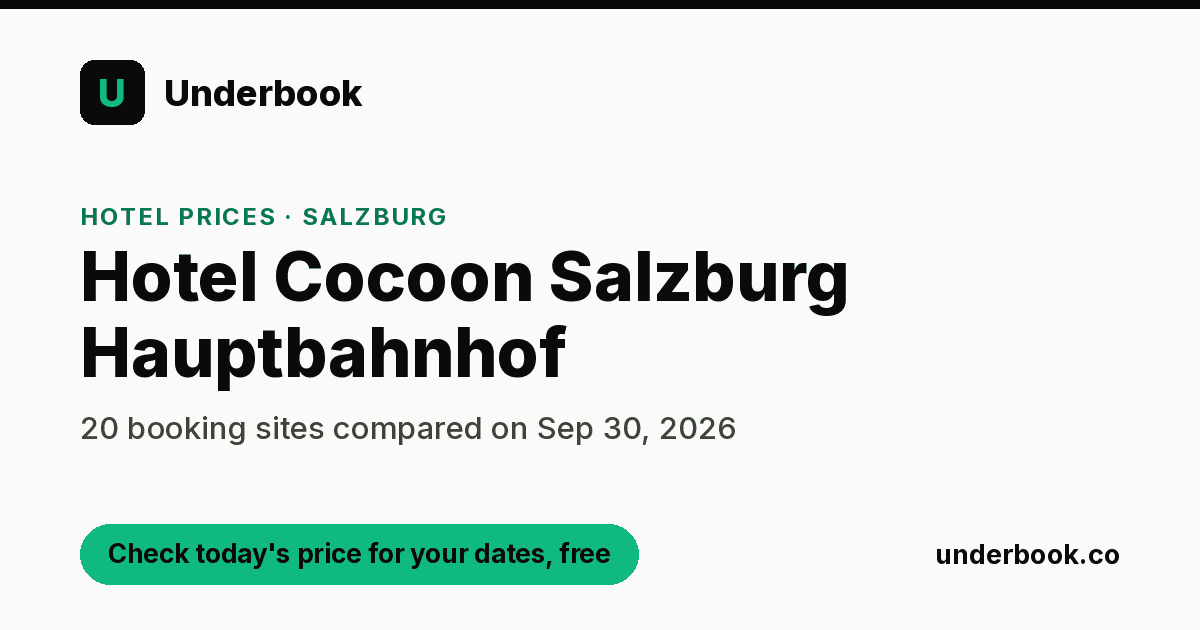 U
Underbook
HOTEL PRICES · SALZBURG
Hotel Cocoon Salzburg
Hauptbahnhof
20 booking sites compared on Sep 30, 2026
Check today's price for your dates, free
underbook.co